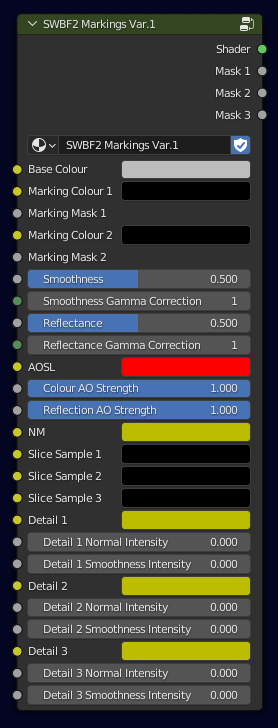 SWBF2 Markings Var.1
Shader
Mask 1
Mask 2
Mask 3
SWBF2 Markings Var.1
Base Colour
Marking Colour 1
Marking Mask 1
Marking Colour 2
Marking Mask 2
Smoothness 0.500
Smoothness Gamma Correction 1
Reflectance 0.500
Reflectance Gamma Correction 1
AOSL
Colour AO Strength 1.000
Reflection AO Strength 1.000
NM
Slice Sample 1
Slice Sample 2
Slice Sample 3
Detail 1
Detail 1 Normal Intensity 0.000
Detail 1 Smoothness Intensity 0.000
Detail 2
Detail 2 Normal Intensity 0.000
Detail 2 Smoothness Intensity 0.000
Detail 3
Detail 3 Normal Intensity 0.000
Detail 3 Smoothness Intensity 0.000